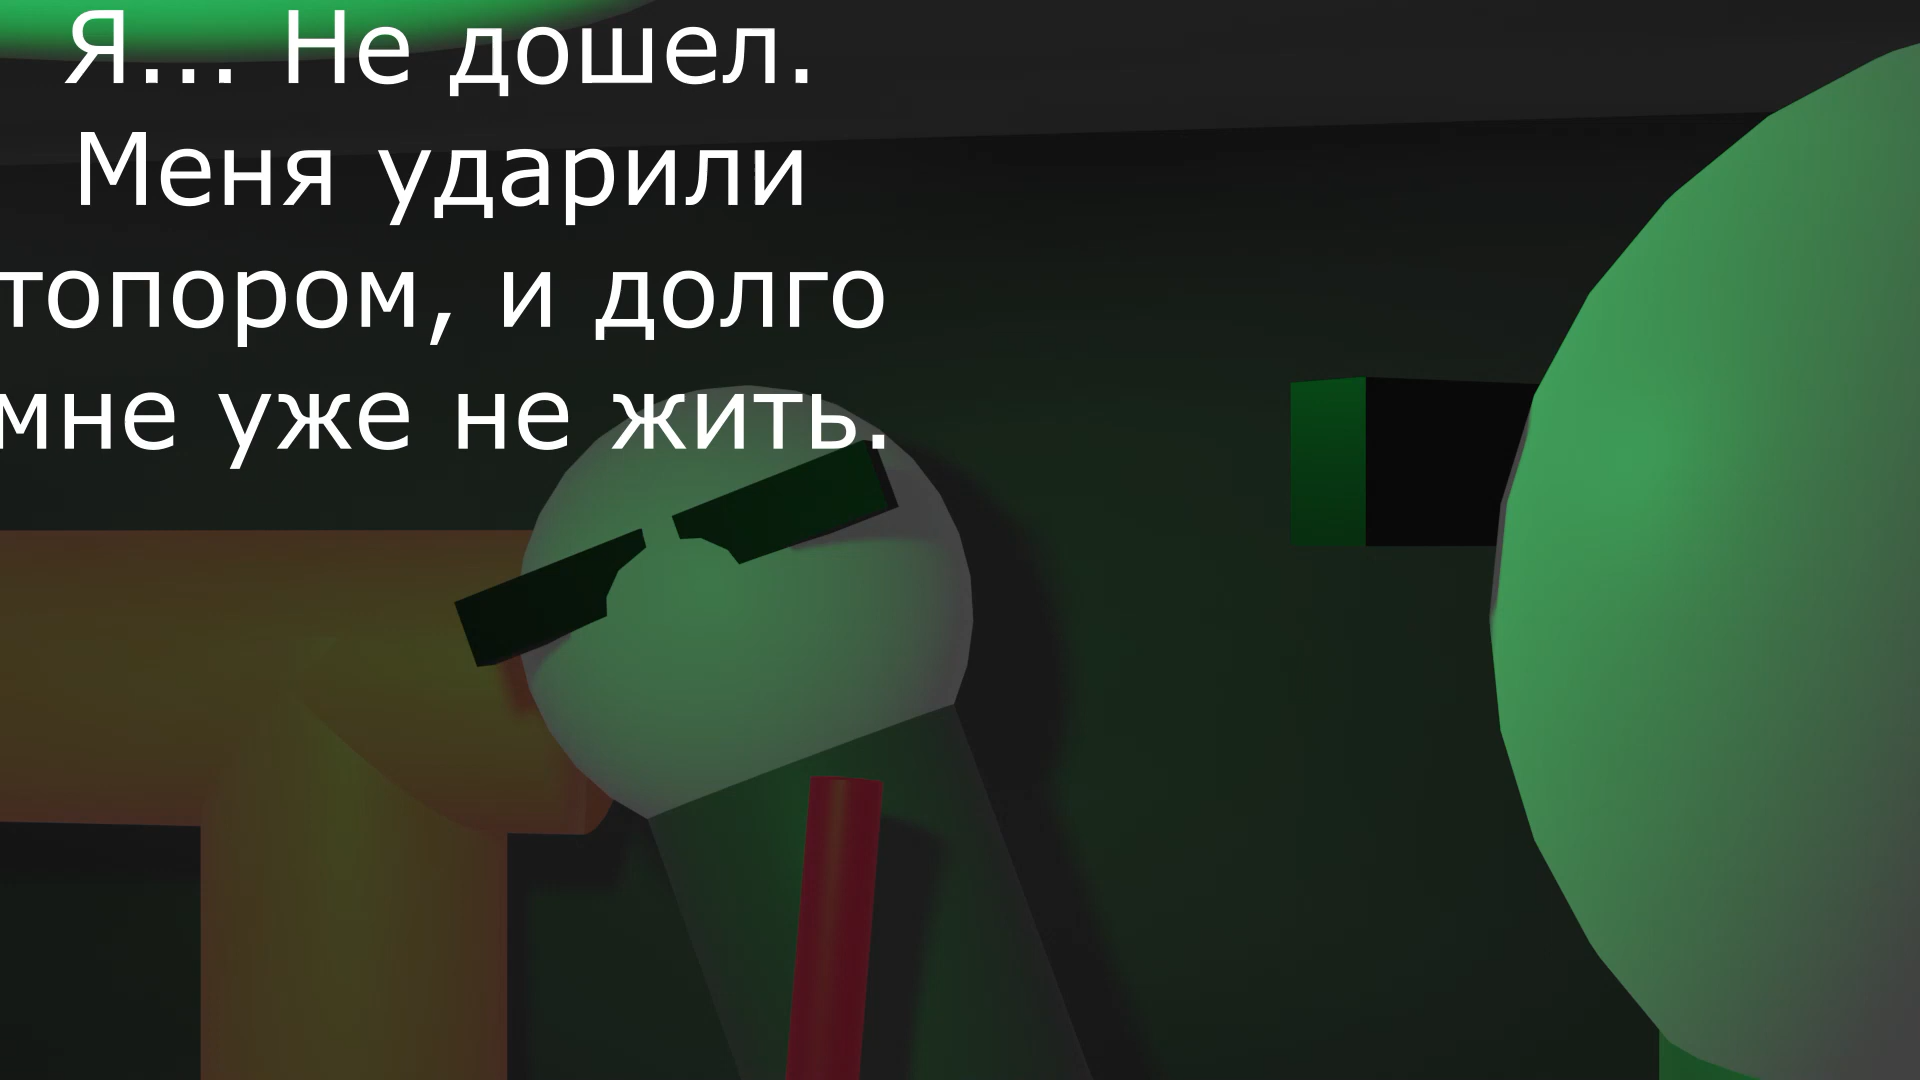 Я... Не дошел.
Меня ударили
топором, и долго
мне уже не жить.